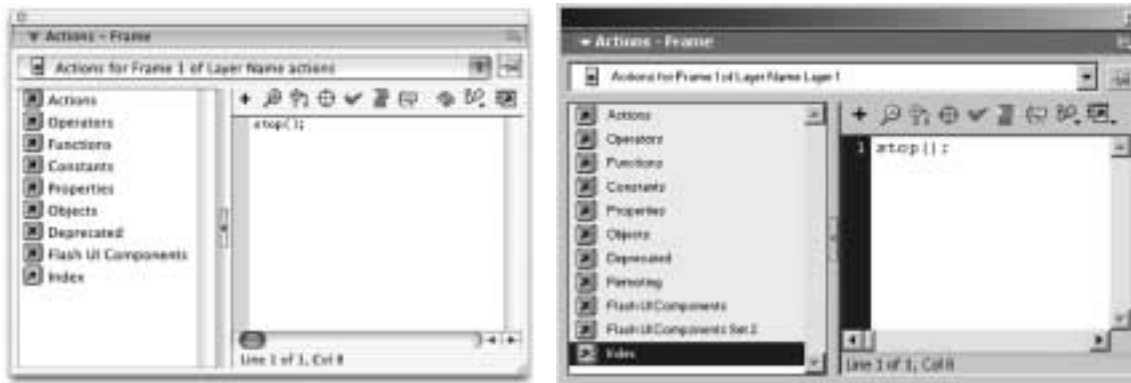 Actions - Frame
Actions for Frame 1 of Layer Name actions
Actions
Operators
Functions
Constants
Properties
Objects
Deprecated
Flash UI Components
Index
stop();
Line 1 of 1, Col 8
Actions - Frame
Actions for Frame 1 of Layer Name Layer 1
Actions
Operators
Functions
Constants
Properties
Objects
Deprecated
Remoting
Flash UI Components
Flash UI Components Set 2
Index
1 stop();
Line 1 of 1, Col 8